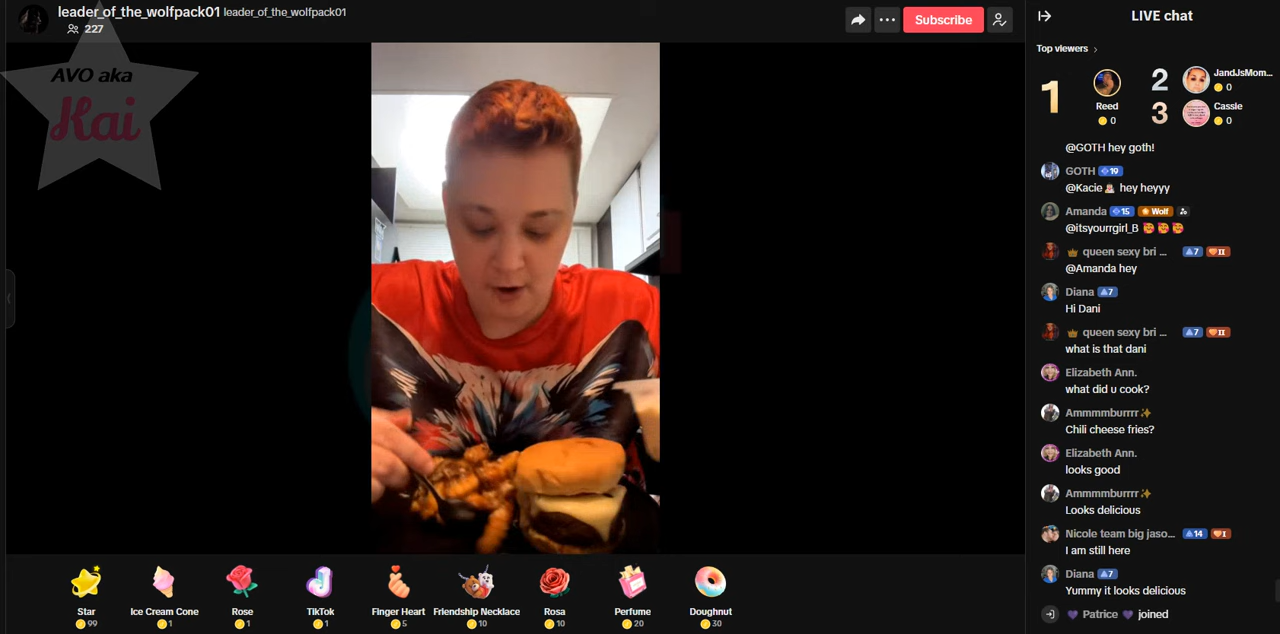 leader_of_the_wolfpack01 leader_of_the_wolfpack01
227
Subscribe
AVO aka
Kai
LIVE chat
Top viewers
1
Reed
0
2
JandJsMom...
0
3
Cassie
0
@GOTH hey goth!
GOTH 19
@Kacie hey heyyy
Amanda 15 Wolf
@itsyourrgirl_B
queen sexy bri ... 7 II
@Amanda hey
Diana 7
Hi Dani
queen sexy bri ... 7 II
what is that dani
Elizabeth Ann.
what did u cook?
Ammmmburrrr
Chili cheese fries?
Elizabeth Ann.
looks good
Ammmmburrrr
Looks delicious
Nicole team big jaso... 14 I
I am still here
Diana 7
Yummy it looks delicious
Patrice joined
Star
99
Ice Cream Cone
1
Rose
1
TikTok
1
Finger Heart
5
Friendship Necklace
10
Rosa
10
Perfume
20
Doughnut
30